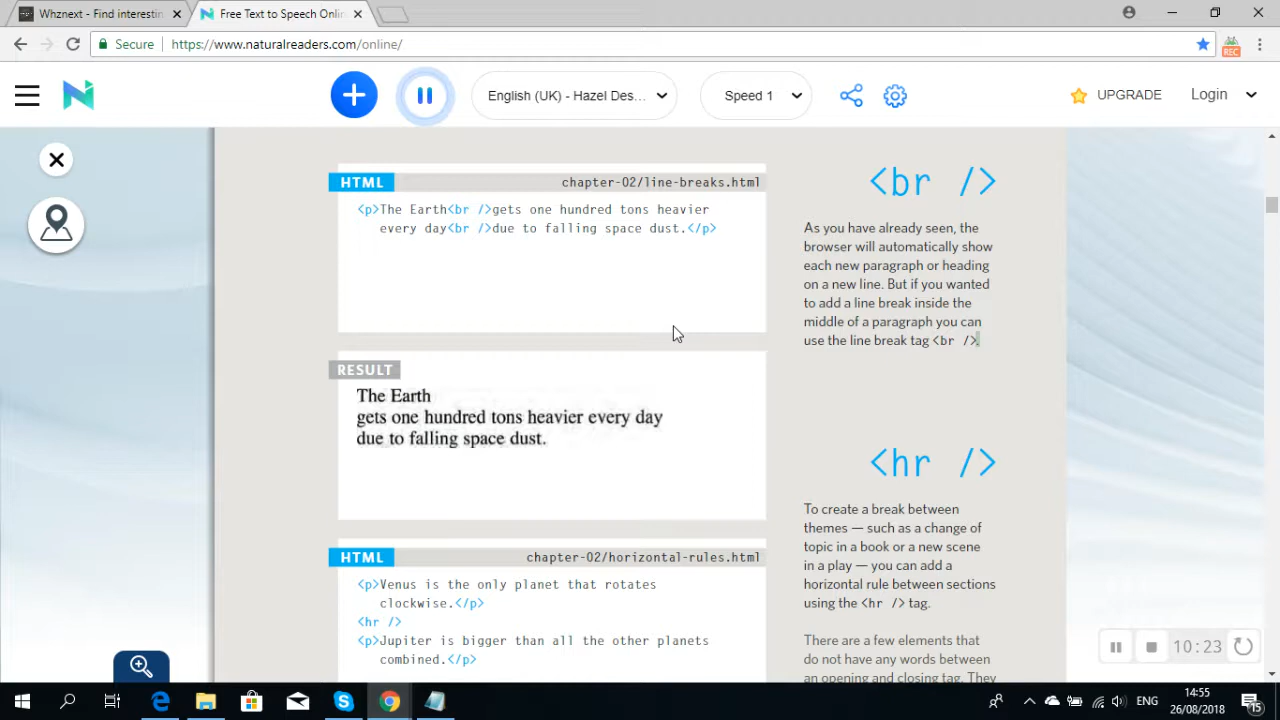 Whznext - Find interestin
Free Text to Speech Onlin
Secure
https://www.naturalreaders.com/online/
REC
English (UK) - Hazel Des...
Speed 1
UPGRADE
Login
HTML
chapter-02/line-breaks.html
<p>The Earth<br />gets one hundred tons heavier
every day<br />due to falling space dust.</p>
RESULT
The Earth
gets one hundred tons heavier every day
due to falling space dust.
HTML
chapter-02/horizontal-rules.html
<p>Venus is the only planet that rotates
clockwise.</p>
<hr />
<p>Jupiter is bigger than all the other planets
combined.</p>
<br />
As you have already seen, the
browser will automatically show
each new paragraph or heading
on a new line. But if you wanted
to add a line break inside the
middle of a paragraph you can
use the line break tag <br />.
<hr />
To create a break between
themes — such as a change of
topic in a book or a new scene
in a play — you can add a
horizontal rule between sections
using the <hr /> tag.
There are a few elements that
do not have any words between
an opening and closing tag. They
10:23
ENG
14:55
26/08/2018
15